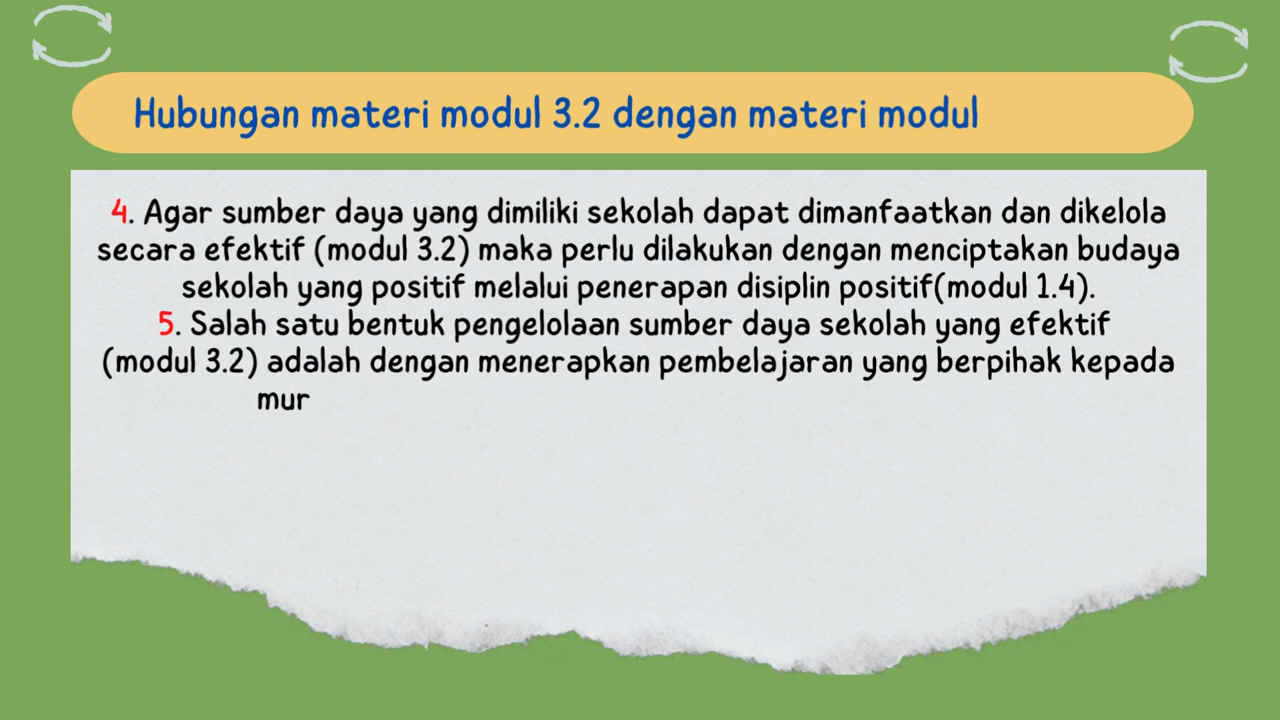 Hubungan materi modul 3.2 dengan materi modul
4. Agar sumber daya yang dimiliki sekolah dapat dimanfaatkan dan dikelola
secara efektif (modul 3.2) maka perlu dilakukan dengan menciptakan budaya
sekolah yang positif melalui penerapan disiplin positif(modul 1.4).
5. Salah satu bentuk pengelolaan sumber daya sekolah yang efektif
(modul 3.2) adalah dengan menerapkan pembelajaran yang berpihak kepada
mur